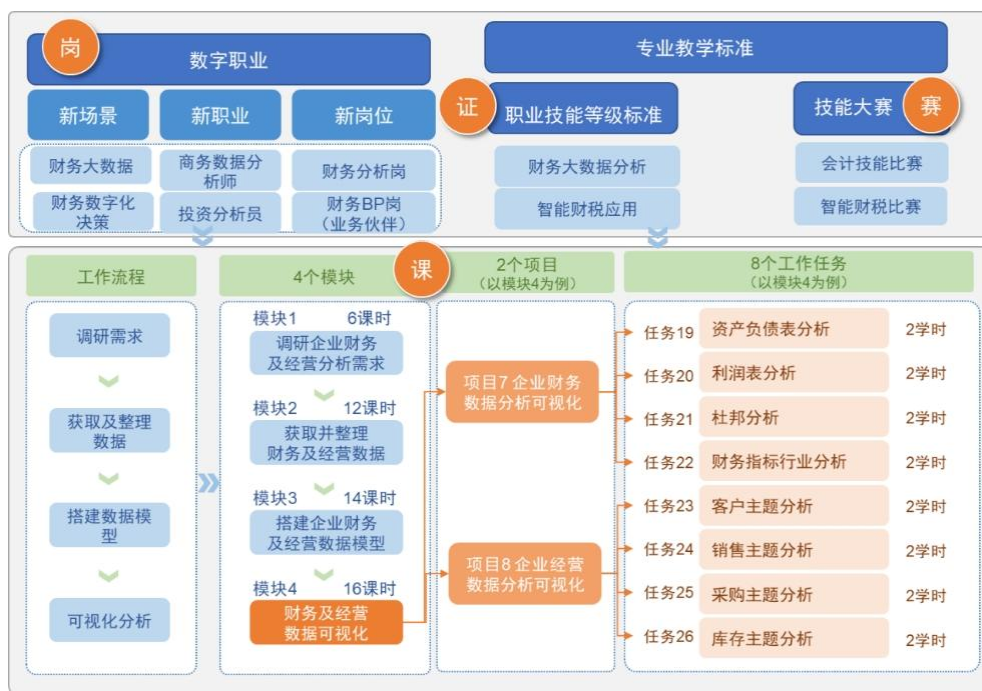 岗
数字职业
专业教学标准
新场景
新职业
新岗位
证
职业技能等级标准
技能大赛
赛
财务大数据
商务数据分
析师
财务分析岗
财务大数据分析
会计技能比赛
财务数字化
决策
投资分析员
财务BP岗
(业务伙伴)
智能财税应用
智能财税比赛
工作流程
4个模块
课
2个项目
(以模块4为例)
8个工作任务
(以模块4为例)
调研需求
获取及整理
数据
搭建数据模
型
可视化分析
模块1 6课时
调研企业财务
及经营分析需求
模块2 12课时
获取并整理
财务及经营数据
模块3 14课时
搭建企业财务
及经营数据模型
模块4 16课时
财务及经营
数据可视化
项目7 企业财务
数据分析可视化
项目8 企业经营
数据分析可视化
任务19 资产负债表分析 2学时
任务20 利润表分析 2学时
任务21 杜邦分析 2学时
任务22 财务指标行业分析 2学时
任务23 客户主题分析 2学时
任务24 销售主题分析 2学时
任务25 采购主题分析 2学时
任务26 库存主题分析 2学时